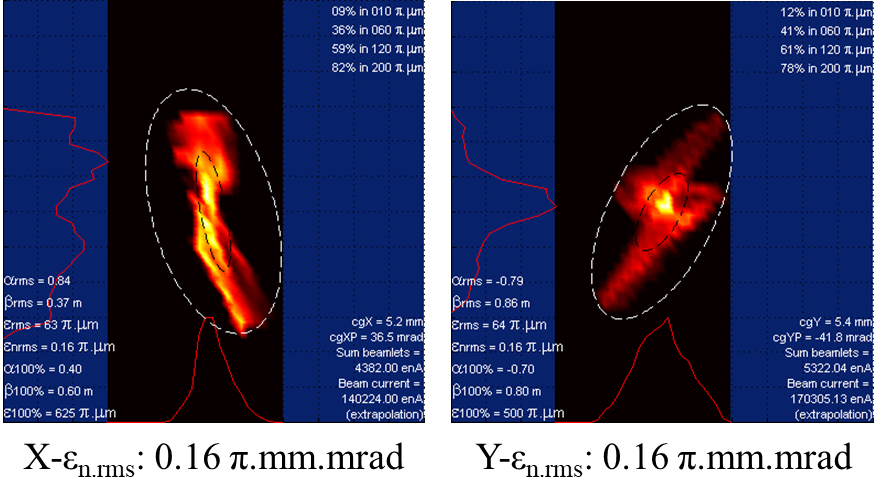 09% in 010 π.µm
36% in 060 π.µm
59% in 120 π.µm
82% in 200 π.µm
αrms = 0.84
βrms = 0.37 m
εrms = 63 π.µm
εnrms = 0.16 π.µm
α100% = 0.40
β100% = 0.60 m
ε100% = 625 π.µm
cgX = 5.2 mm
cgXP = 36.5 mrad
Sum beamlets =
4382.00 enA
Beam current =
140224.00 enA
(extrapolation)
X-εn,rms: 0.16 π.mm.mrad
12% in 010 π.µm
41% in 060 π.µm
61% in 120 π.µm
78% in 200 π.µm
αrms = -0.79
βrms = 0.86 m
εrms = 64 π.µm
εnrms = 0.16 π.µm
α100% = -0.70
β100% = 0.80 m
ε100% = 500 π.µm
cgY = 5.4 mm
cgYP = -41.8 mrad
Sum beamlets =
5322.04 enA
Beam current =
170305.13 enA
(extrapolation)
Y-εn,rms: 0.16 π.mm.mrad